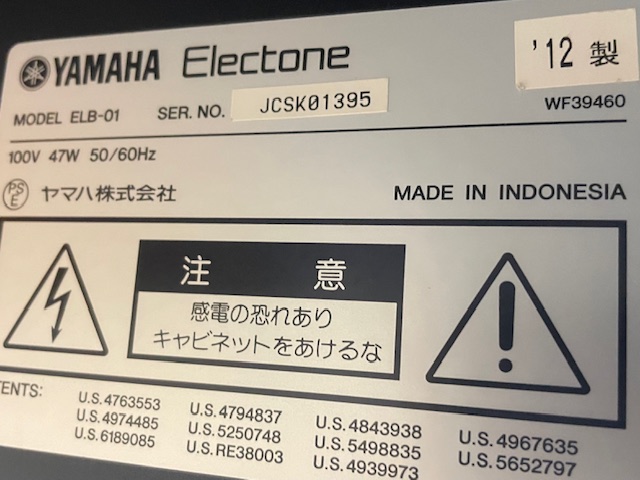 YAMAHA Electone
'12 製
MODEL ELB-01 SER. NO. JCSK01395 WF39460
100V 47W 50/60Hz
PSE ヤマハ株式会社 MADE IN INDONESIA
注 意
感電の恐れあり
キャビネットをあけるな
U.S.4763553 U.S.4794837 U.S.4843938 U.S.4967635
U.S.4974485 U.S.5250748 U.S.5498835 U.S.5652797
U.S.6189085 U.S.RE38003 U.S.4939973